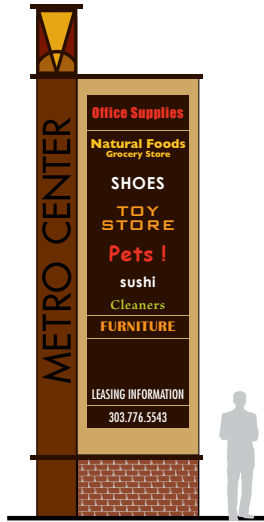 METRO CENTER
Office Supplies
Natural Foods
Grocery Store
SHOES
TOY
STORE
Pets !
sushi
Cleaners
FURNITURE
LEASING INFORMATION
303.776.5543